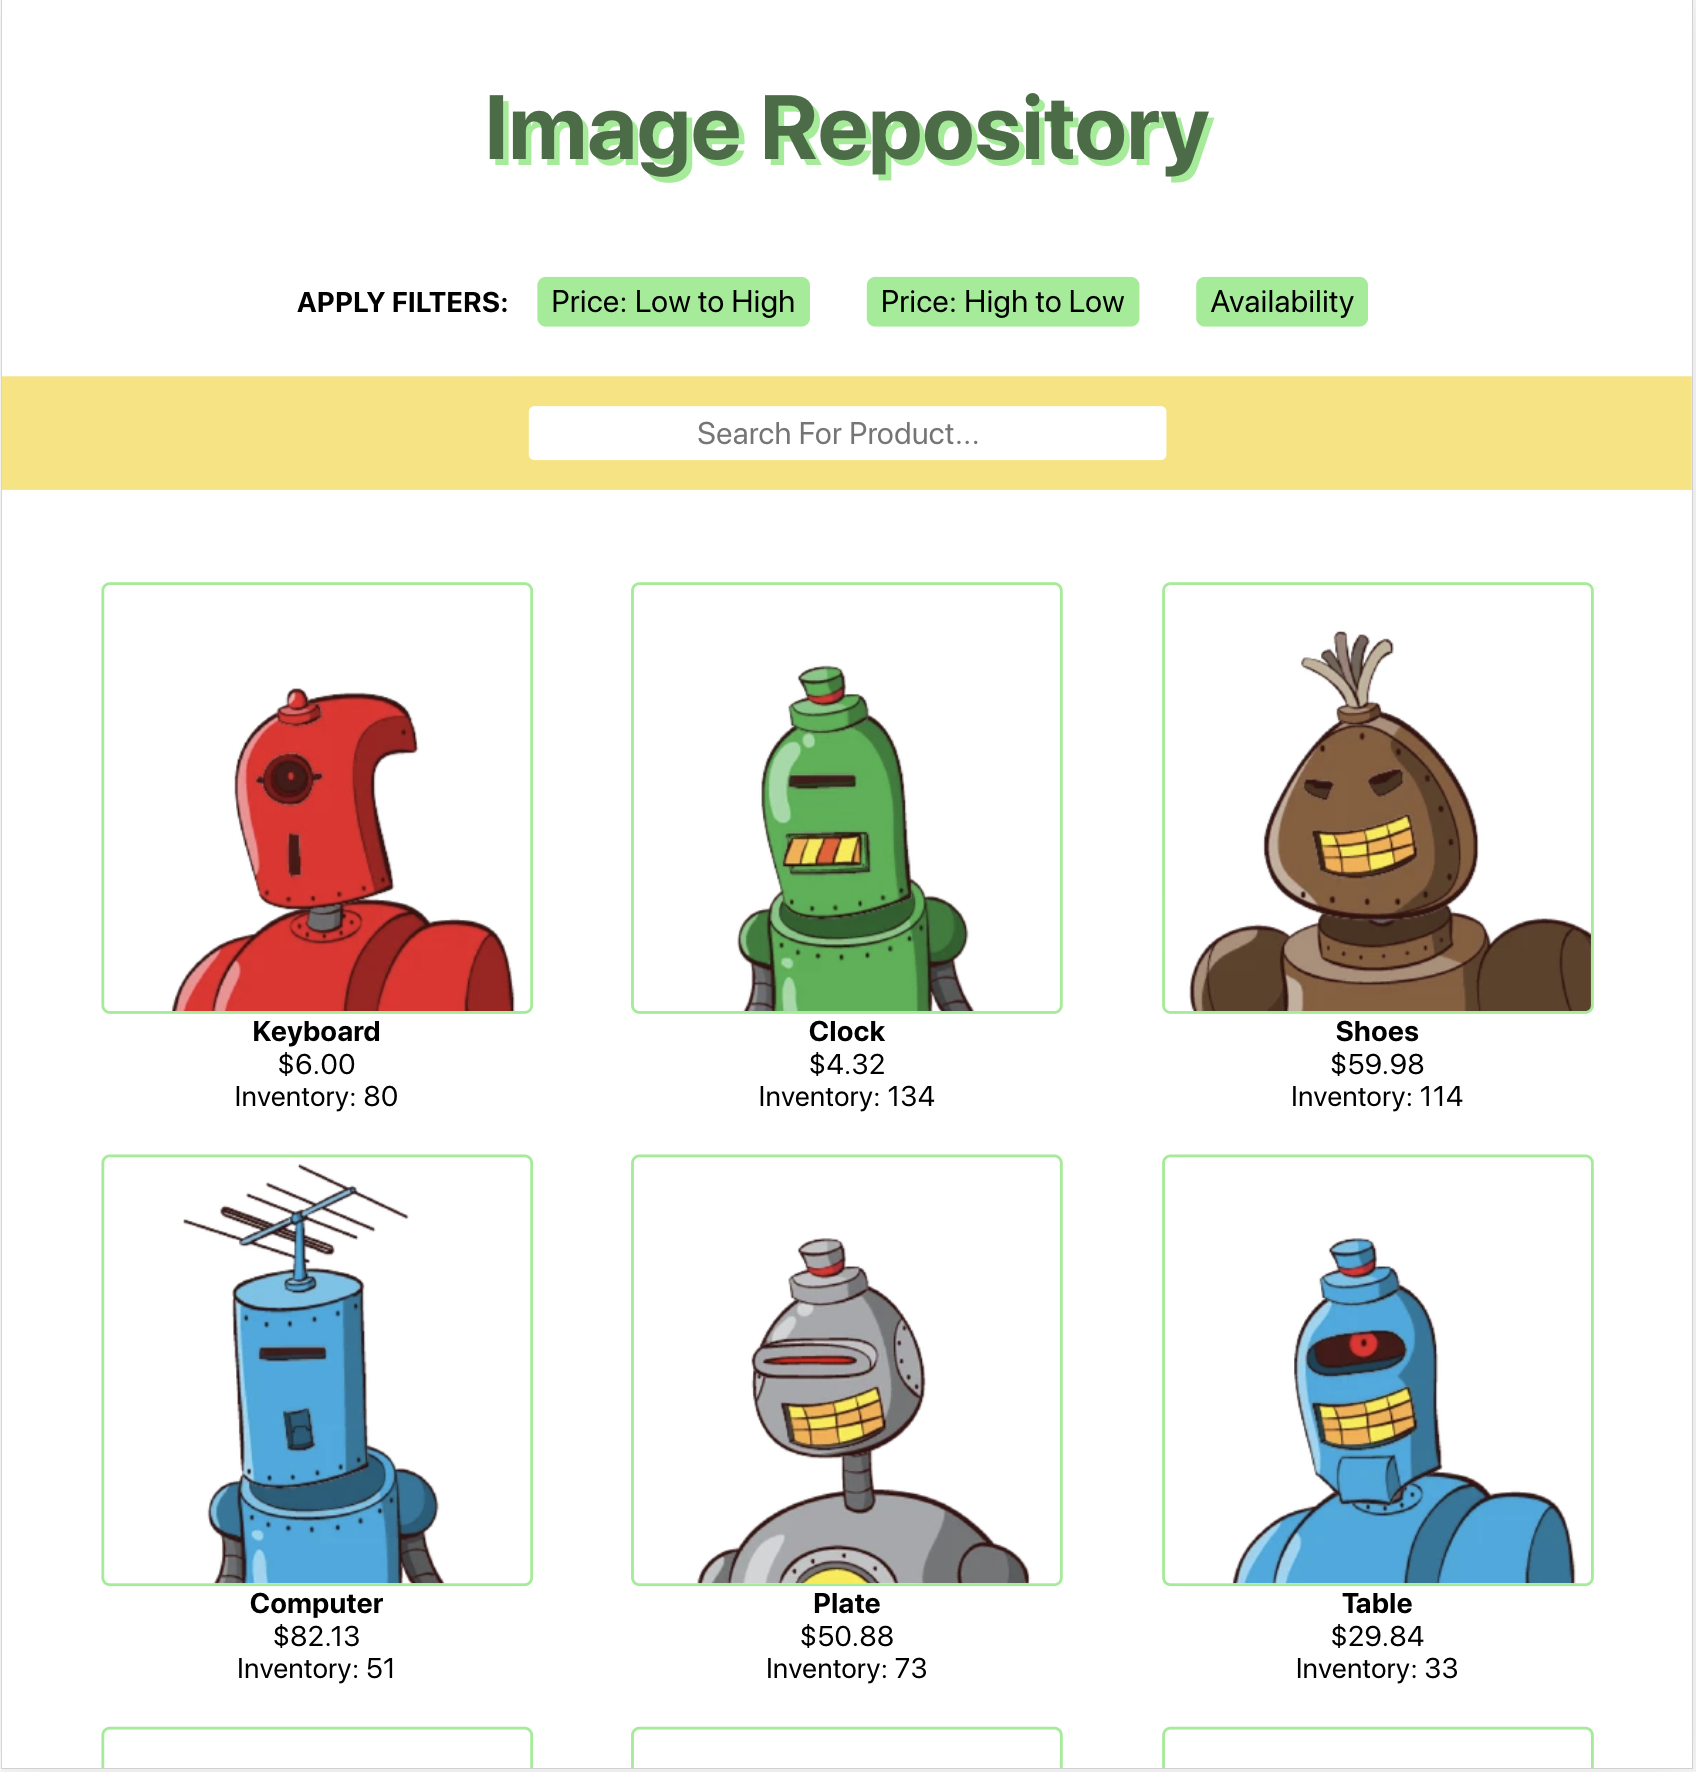 Image Repository
APPLY FILTERS: Price: Low to High Price: High to Low Availability
Search For Product...
Keyboard
$6.00
Inventory: 80
Clock
$4.32
Inventory: 134
Shoes
$59.98
Inventory: 114
Computer
$82.13
Inventory: 51
Plate
$50.88
Inventory: 73
Table
$29.84
Inventory: 33